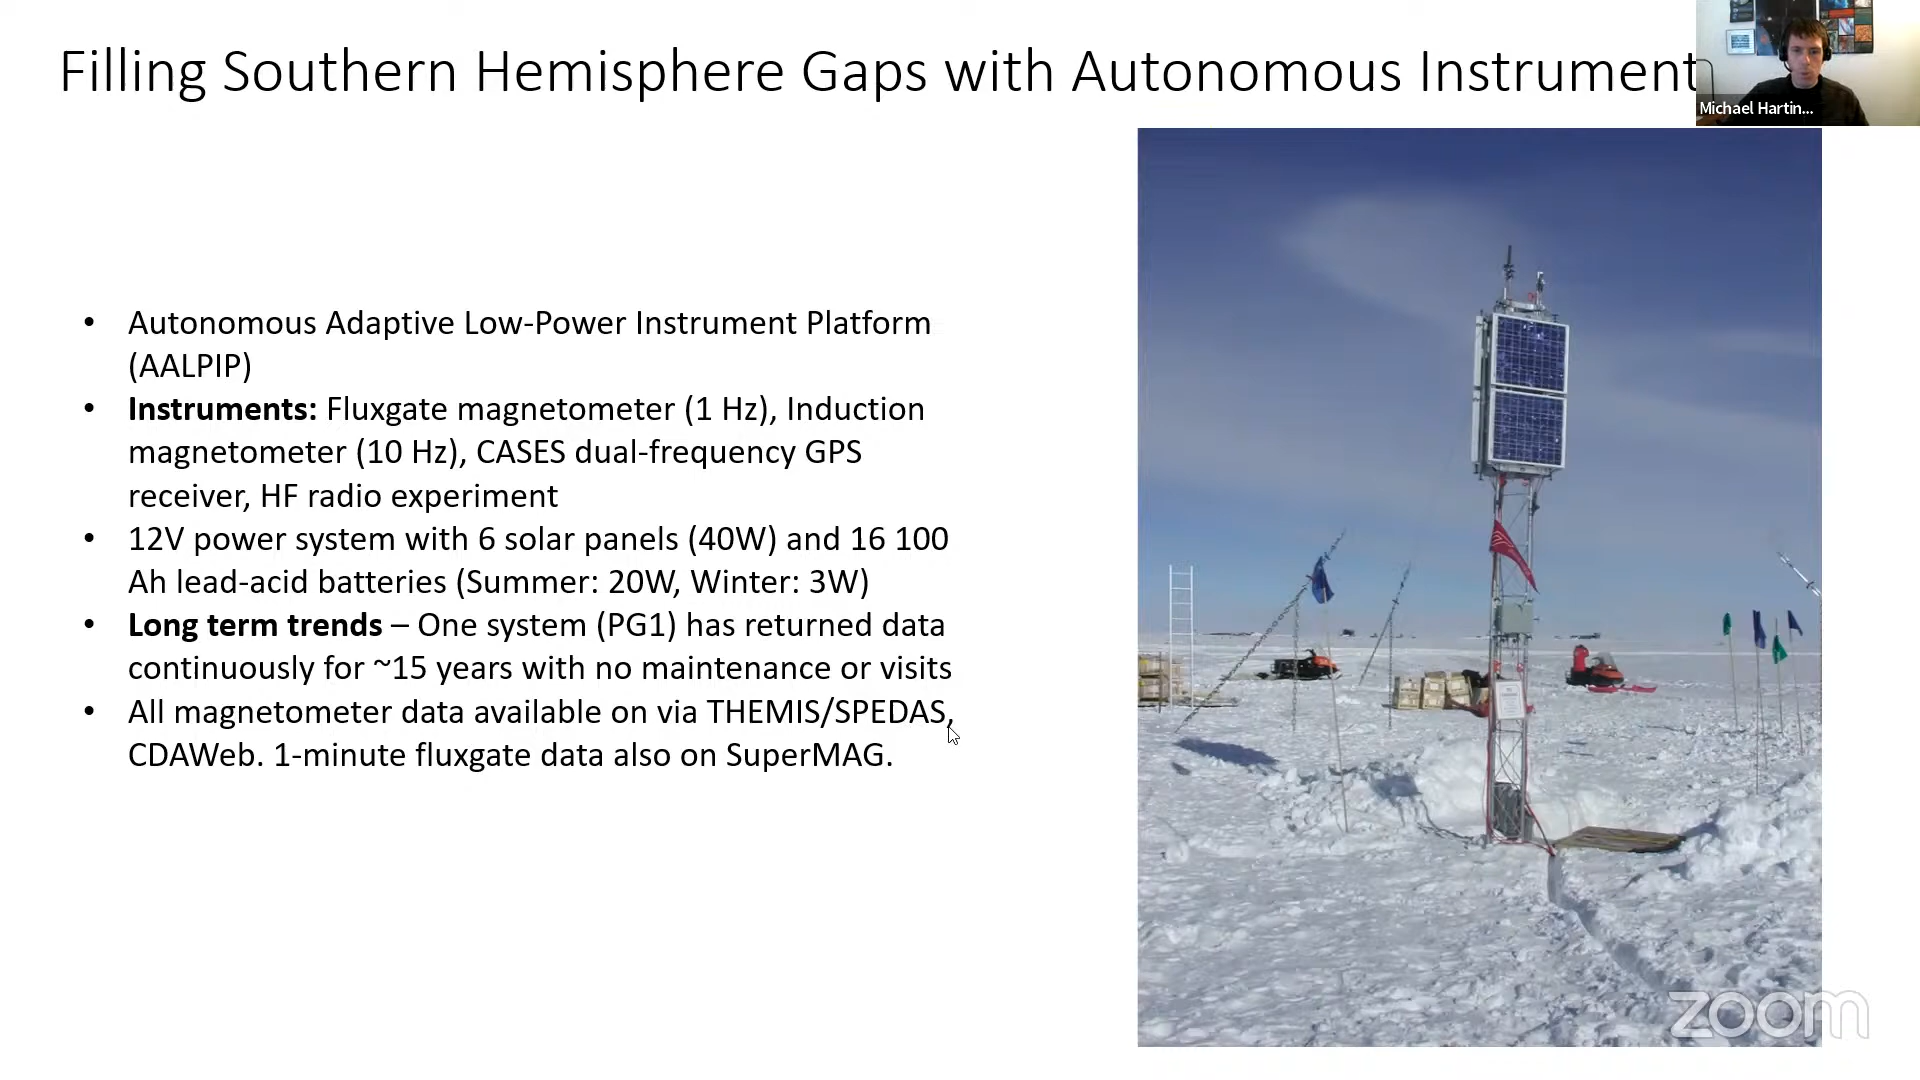 Filling Southern Hemisphere Gaps with Autonomous Instrument
Michael Hartin...
• Autonomous Adaptive Low-Power Instrument Platform
(AALPIP)
• Instruments: Fluxgate magnetometer (1 Hz), Induction
magnetometer (10 Hz), CASES dual-frequency GPS
receiver, HF radio experiment
• 12V power system with 6 solar panels (40W) and 16 100
Ah lead-acid batteries (Summer: 20W, Winter: 3W)
• Long term trends – One system (PG1) has returned data
continuously for ~15 years with no maintenance or visits
• All magnetometer data available on via THEMIS/SPEDAS,
CDAWeb. 1-minute fluxgate data also on SuperMAG.
zoom